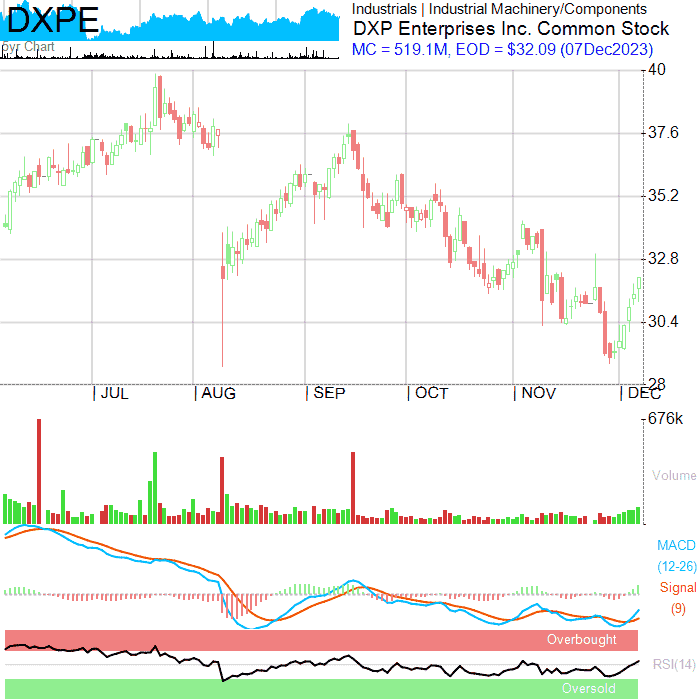 DXPE
5yr Chart
Industrials | Industrial Machinery/Components
DXP Enterprises Inc. Common Stock
MC = 519.1M, EOD = $32.09 (07Dec2023)
40
37.6
35.2
32.8
30.4
28
| JUL | AUG | SEP | OCT | NOV | DEC
676k
Volume
MACD
(12-26)
Signal
(9)
Overbought
RSI(14)
Oversold